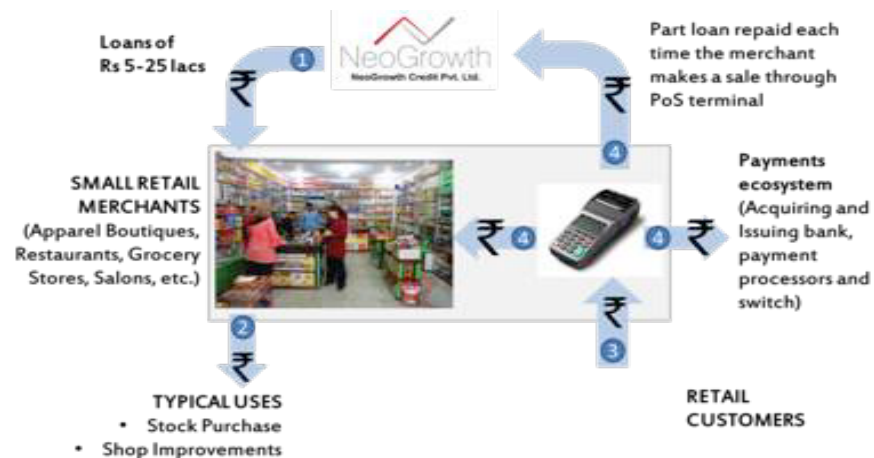 Loans of
Rs 5-25 lacs
1
₹
NeoGrowth
NeoGrowth Credit Pvt. Ltd.
Part loan repaid each
time the merchant
makes a sale through
PoS terminal
₹
4
SMALL RETAIL
MERCHANTS
(Apparel Boutiques,
Restaurants, Grocery
Stores, Salons, etc.)
₹
4
4
₹
Payments
ecosystem
(Acquiring and
Issuing bank,
payment
processors and
switch)
2
₹
₹
3
TYPICAL USES
• Stock Purchase
• Shop Improvements
RETAIL
CUSTOMERS